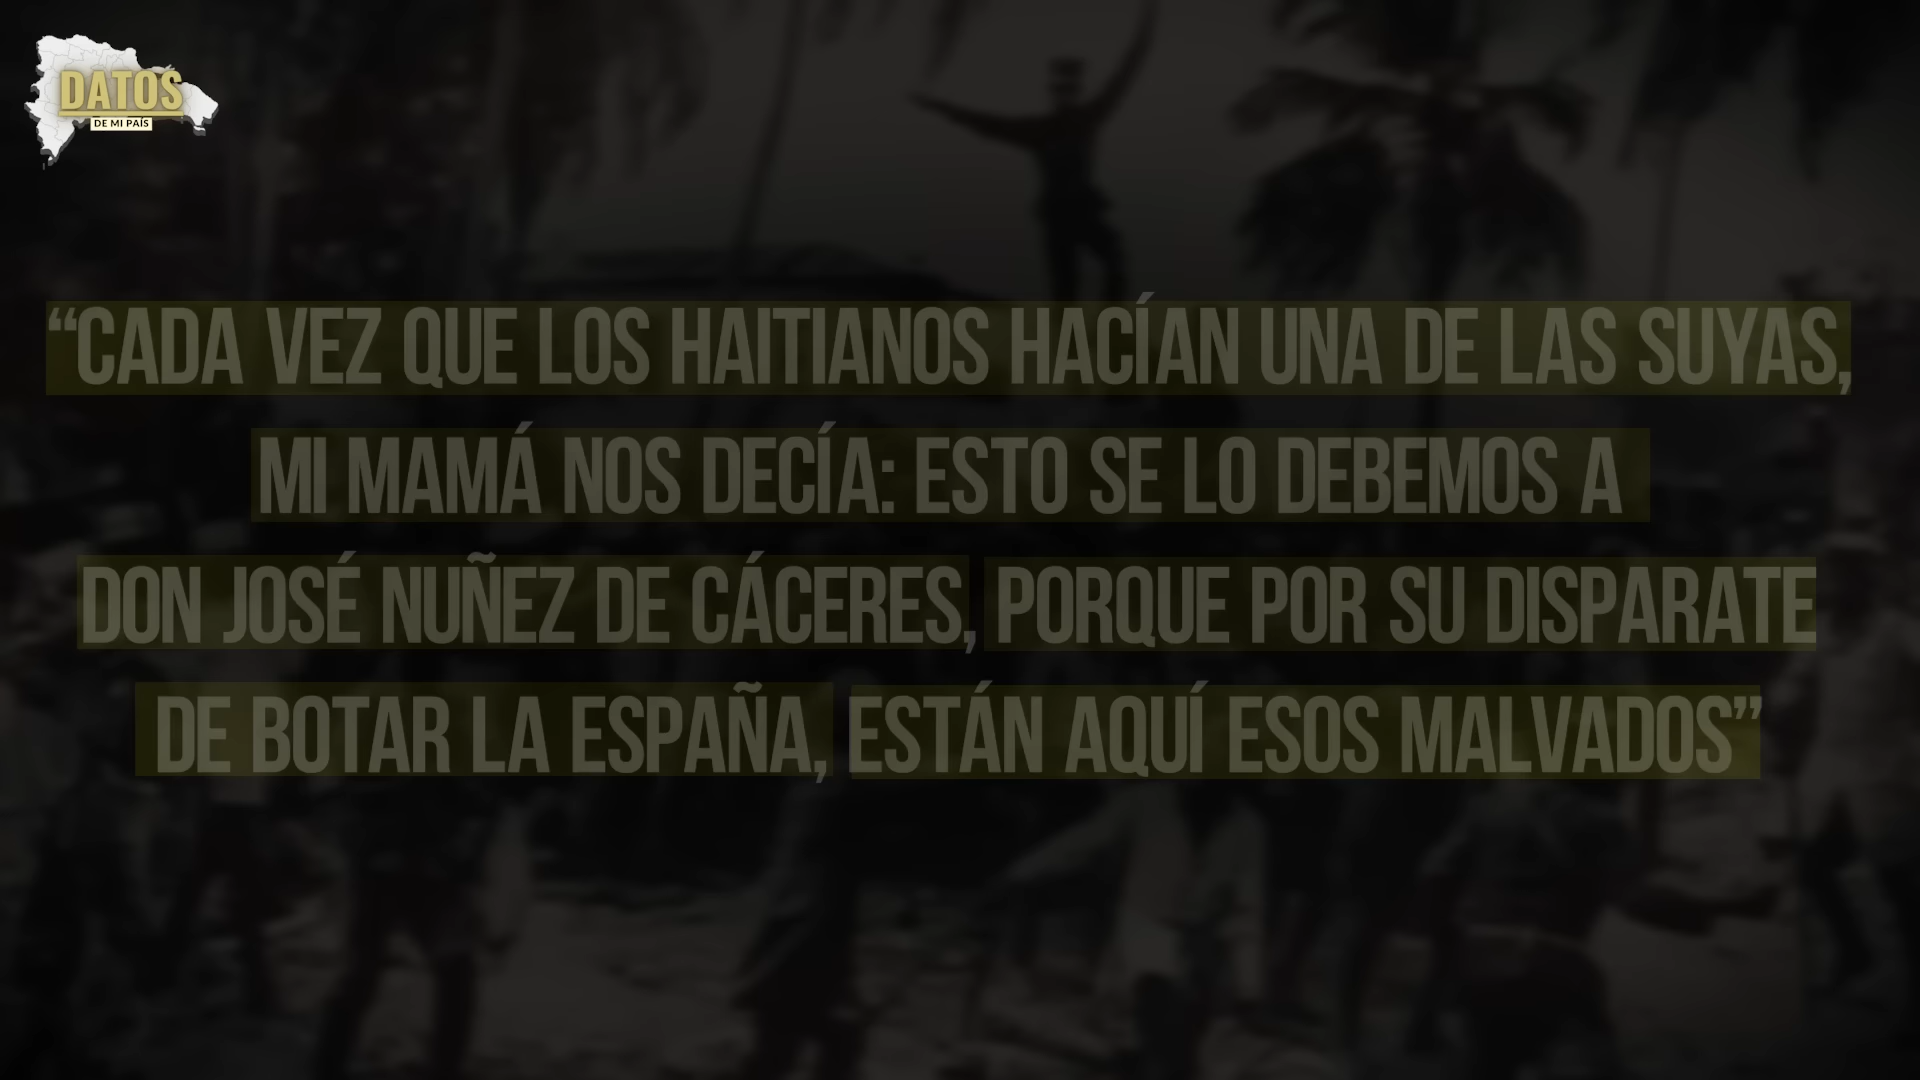 DATOS
DE MI PAÍS
“CADA VEZ QUE LOS HAITIANOS HACÍAN UNA DE LAS SUYAS,
MI MAMÁ NOS DECÍA: ESTO SE LO DEBEMOS A
DON JOSÉ NUÑEZ DE CÁCERES, PORQUE POR SU DISPARATE
DE BOTAR LA ESPAÑA, ESTÁN AQUÍ ESOS MALVADOS”